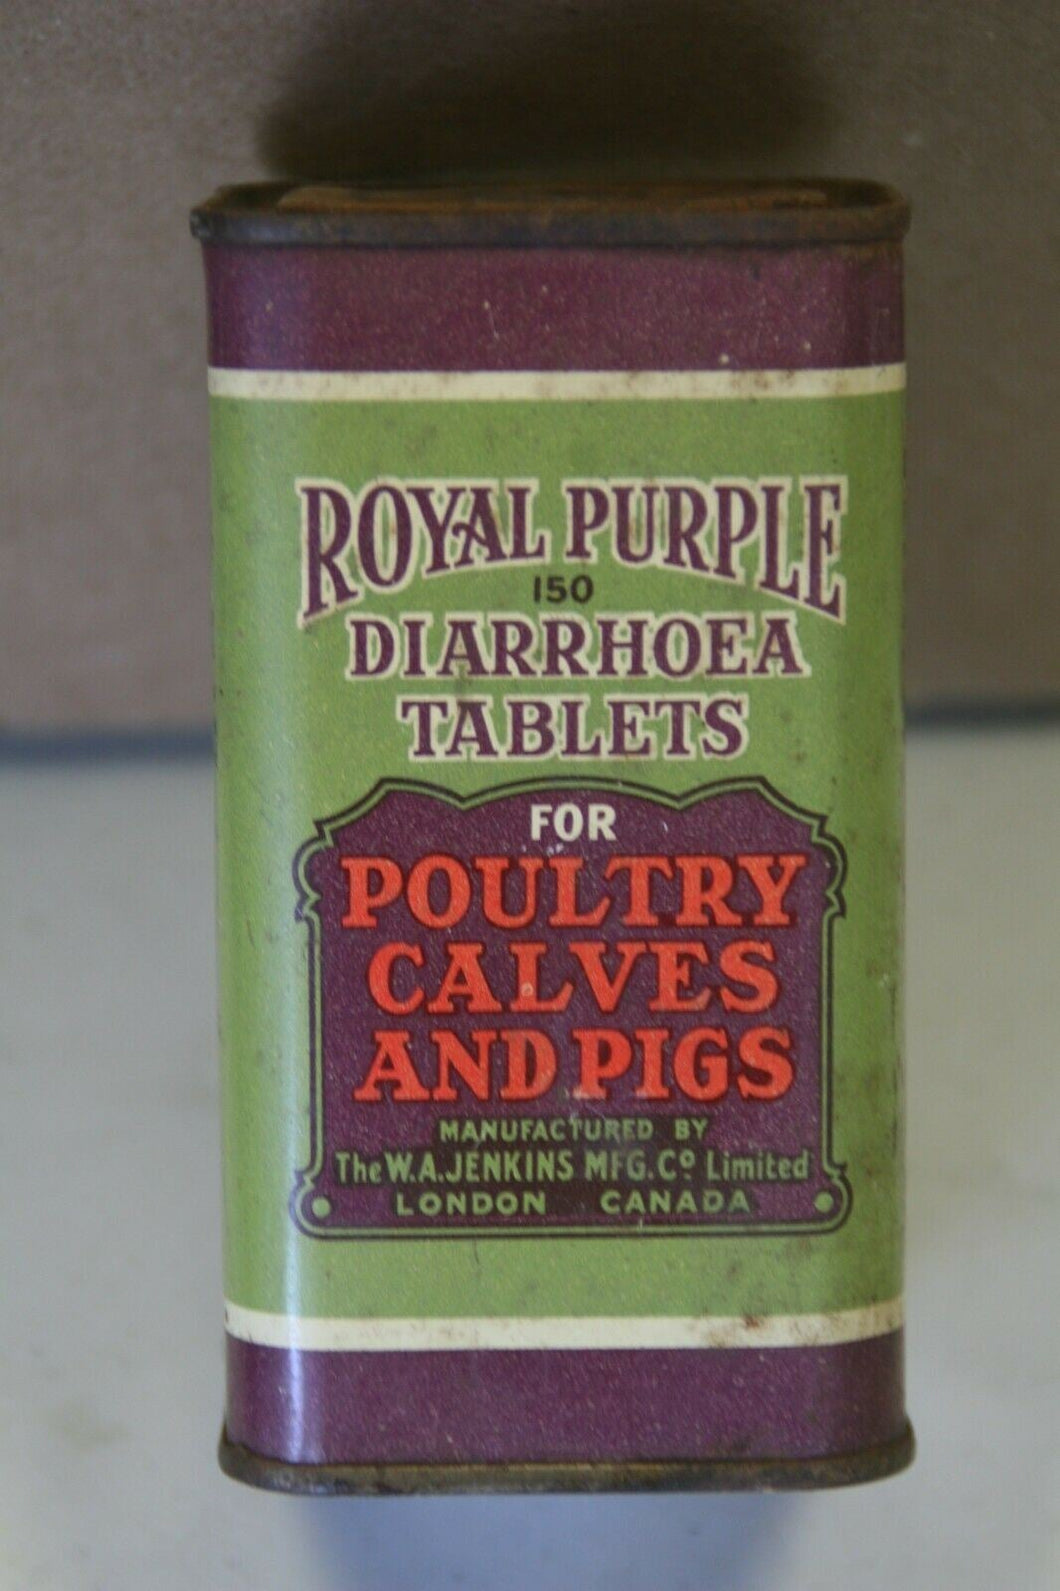 ROYAL PURPLE
150
DIARRHOEA
TABLETS
FOR
POULTRY
CALVES
AND PIGS
MANUFACTURED BY
The W.A. JENKINS MFG. Co Limited
LONDON CANADA